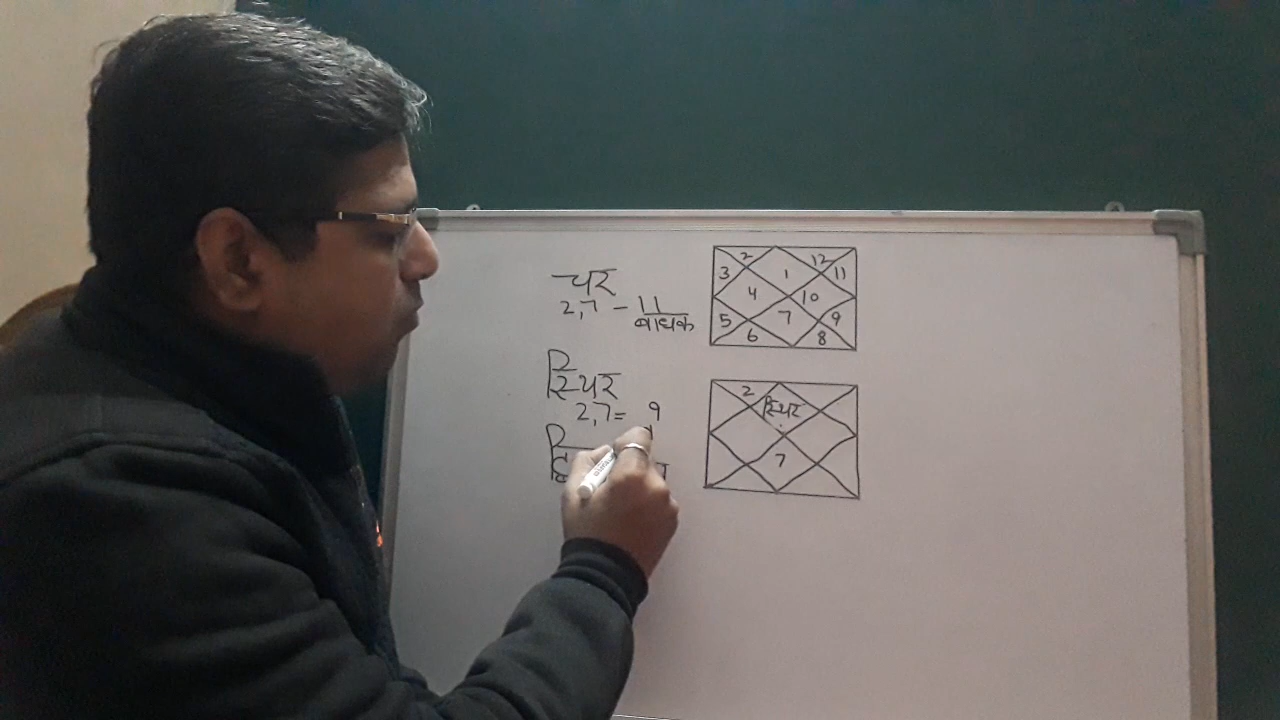 चर
2,7 - 11
बाधक
स्थिर
2,7 = 9
2 12
3 1 11
4 10
5 7 9
6 8
2
स्थिर
7